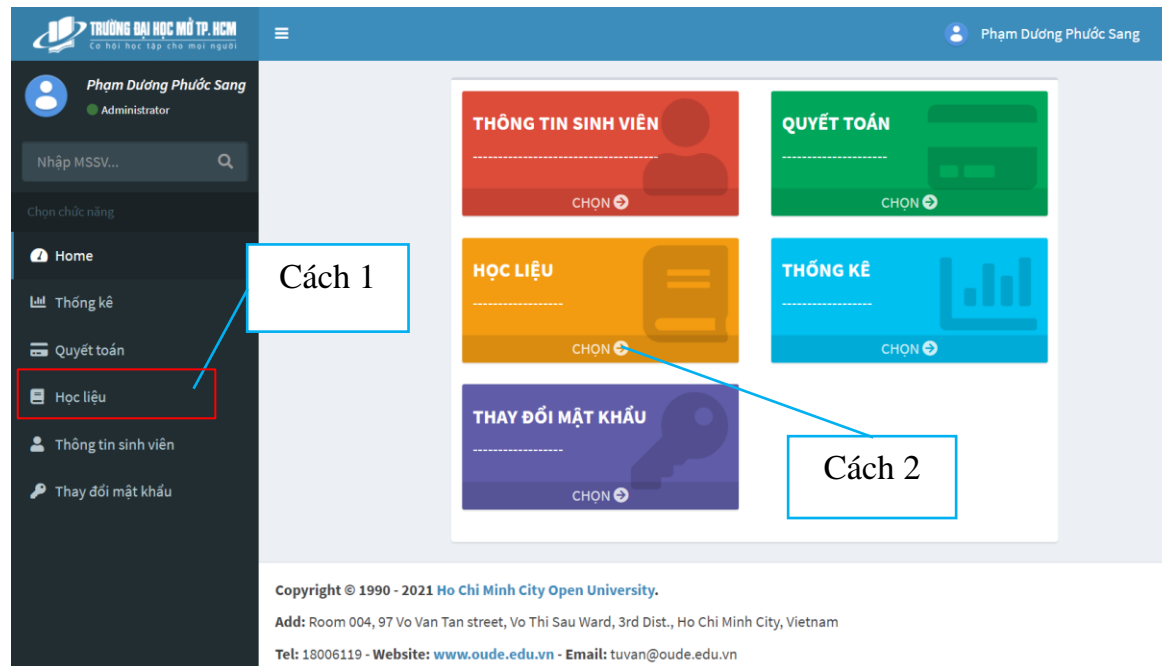 TRƯỜNG ĐẠI HỌC MỞ TP. HCM
Cơ hội học tập cho mọi người
Phạm Dương Phước Sang
Phạm Dương Phước Sang
Administrator
Nhập MSSV...
Chọn chức năng
Home
Thống kê
Quyết toán
Học liệu
Thông tin sinh viên
Thay đổi mật khẩu
Cách 1
THÔNG TIN SINH VIÊN
-------------------------------------
CHỌN
QUYẾT TOÁN
---------------------
CHỌN
HỌC LIỆU
------------------
CHỌN
THỐNG KÊ
------------------
CHỌN
THAY ĐỔI MẬT KHẨU
------------------
CHỌN
Cách 2
Copyright © 1990 - 2021 Ho Chi Minh City Open University.
Add: Room 004, 97 Vo Van Tan street, Vo Thi Sau Ward, 3rd Dist., Ho Chi Minh City, Vietnam
Tel: 18006119 - Website: www.oude.edu.vn - Email: tuvan@oude.edu.vn